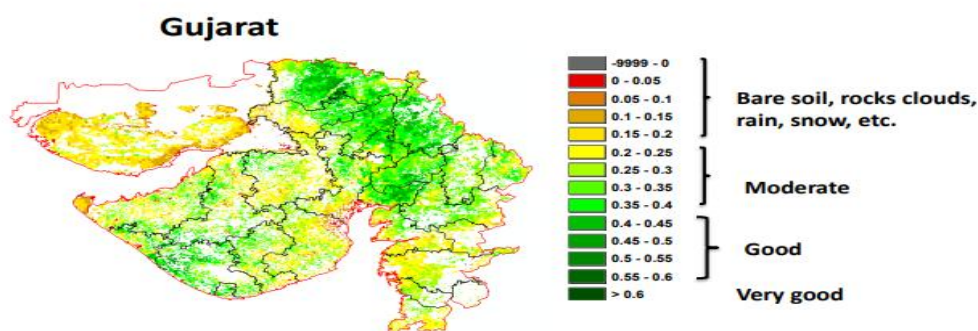 Gujarat
-9999 - 0
0 - 0.05
0.05 - 0.1
0.1 - 0.15
0.15 - 0.2
Bare soil, rocks clouds,
rain, snow, etc.
0.2 - 0.25
0.25 - 0.3
0.3 - 0.35
0.35 - 0.4
Moderate
0.4 - 0.45
0.45 - 0.5
0.5 - 0.55
0.55 - 0.6
Good
> 0.6
Very good